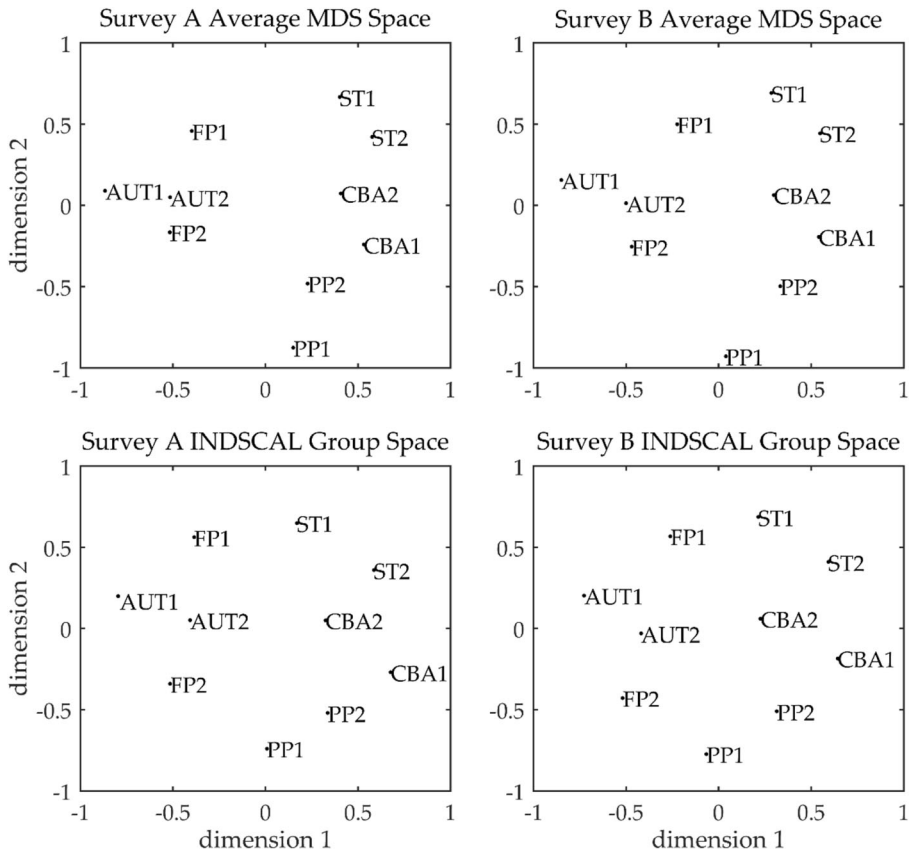 Survey A Average MDS Space
1
ST1
FP1
0.5
ST2
dimension 2
AUT1
AUT2
CBA2
0
FP2
CBA1
-0.5
PP2
PP1
-1
-1
-0.5
0
0.5
1
dimension 1
Survey B Average MDS Space
1
ST1
FP1
0.5
ST2
AUT1
AUT2
CBA2
0
FP2
CBA1
-0.5
PP2
PP1
-1
-1
-0.5
0
0.5
1
Survey A INDSCAL Group Space
1
ST1
FP1
0.5
ST2
dimension 2
AUT1
AUT2
CBA2
0
FP2
CBA1
-0.5
PP2
PP1
-1
-1
-0.5
0
0.5
1
dimension 1
Survey B INDSCAL Group Space
1
ST1
FP1
0.5
ST2
AUT1
AUT2
CBA2
0
CBA1
FP2
-0.5
PP2
PP1
-1
-1
-0.5
0
0.5
1
dimension 1